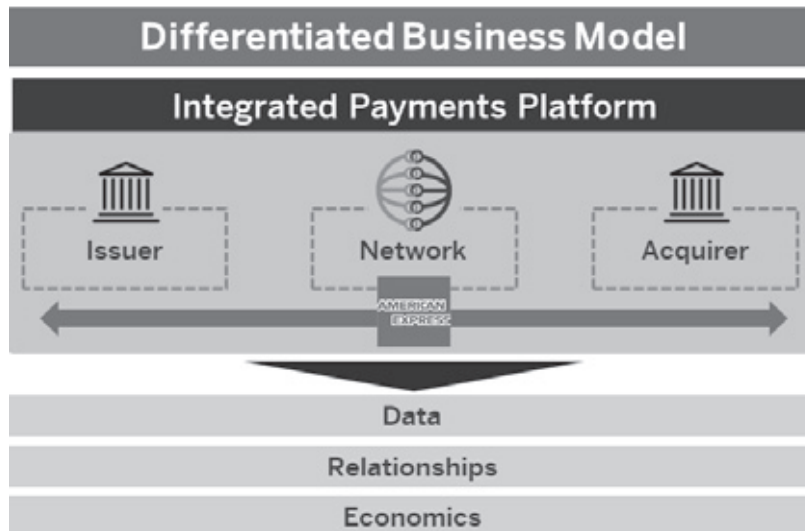 Differentiated Business Model
Integrated Payments Platform
Issuer
Network
Acquirer
AMERICAN
EXPRESS
Data
Relationships
Economics